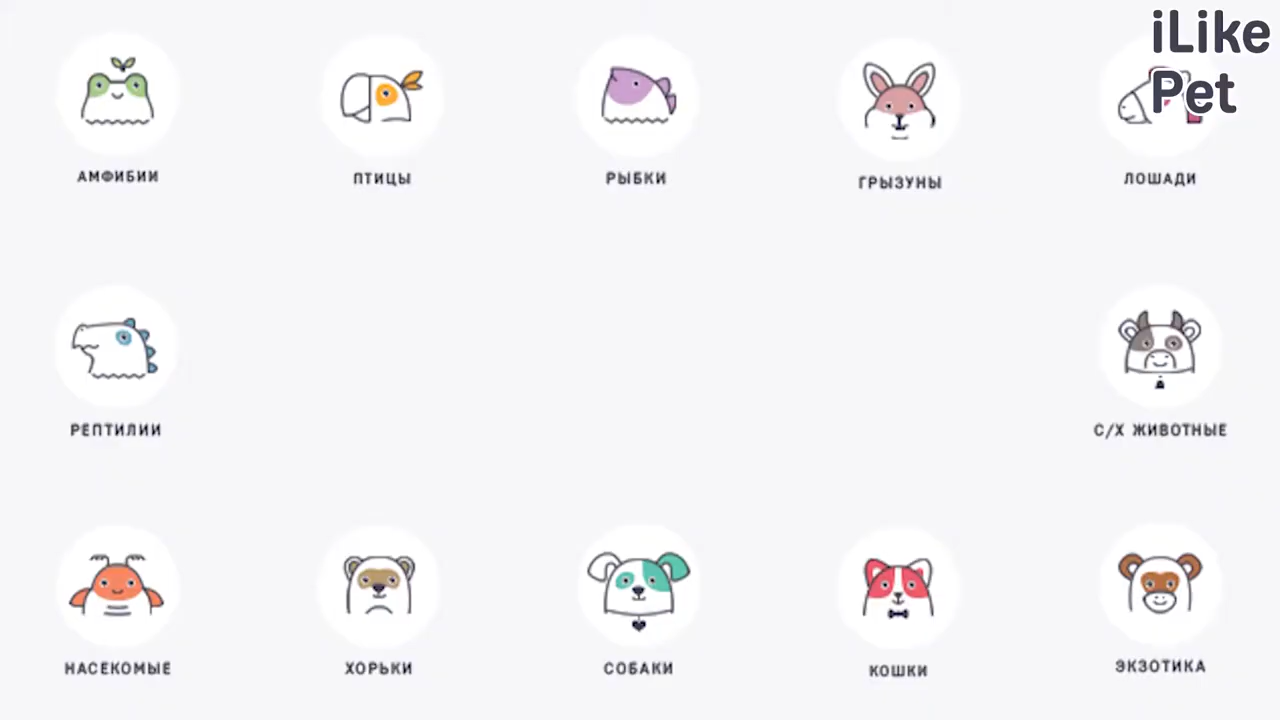 iLike
Pet
АМФИБИИ
ПТИЦЫ
РЫБКИ
ГРЫЗУНЫ
ЛОШАДИ
РЕПТИЛИИ
С/Х ЖИВОТНЫЕ
НАСЕКОМЫЕ
ХОРЬКИ
СОБАКИ
КОШКИ
ЭКЗОТИКА